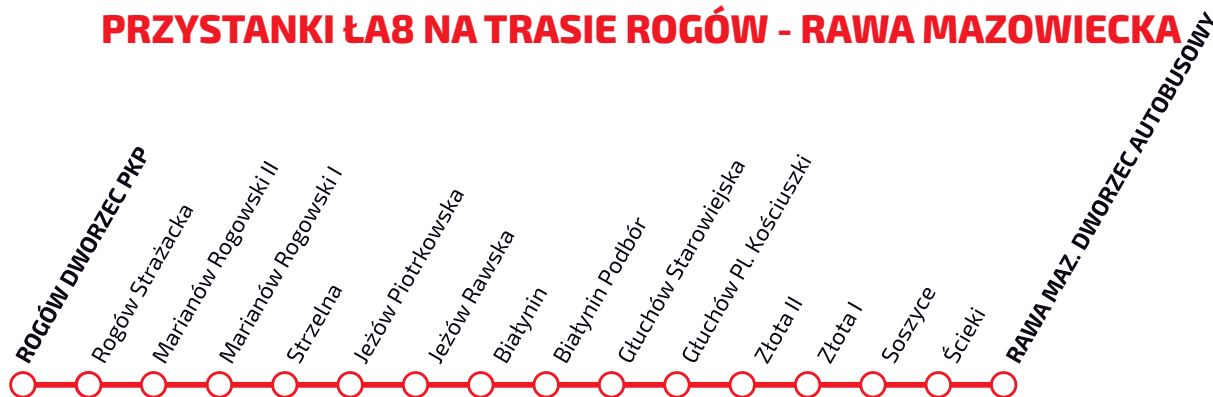 PRZYSTANKI ŁA8 NA TRASIE ROGÓW - RAWA MAZOWIECKA
ROGÓW DWORZEC PKP
Rogów Strażacka
Marianów Rogowski II
Marianów Rogowski I
Strzelna
Jeżów Piotrkowska
Jeżów Rawska
Białynin
Białynin Podbór
Głuchów Starowiejska
Głuchów Pl. Kościuszki
Złota II
Złota I
Soszyce
Ścieki
RAWA MAZ. DWORZEC AUTOBUSOWY